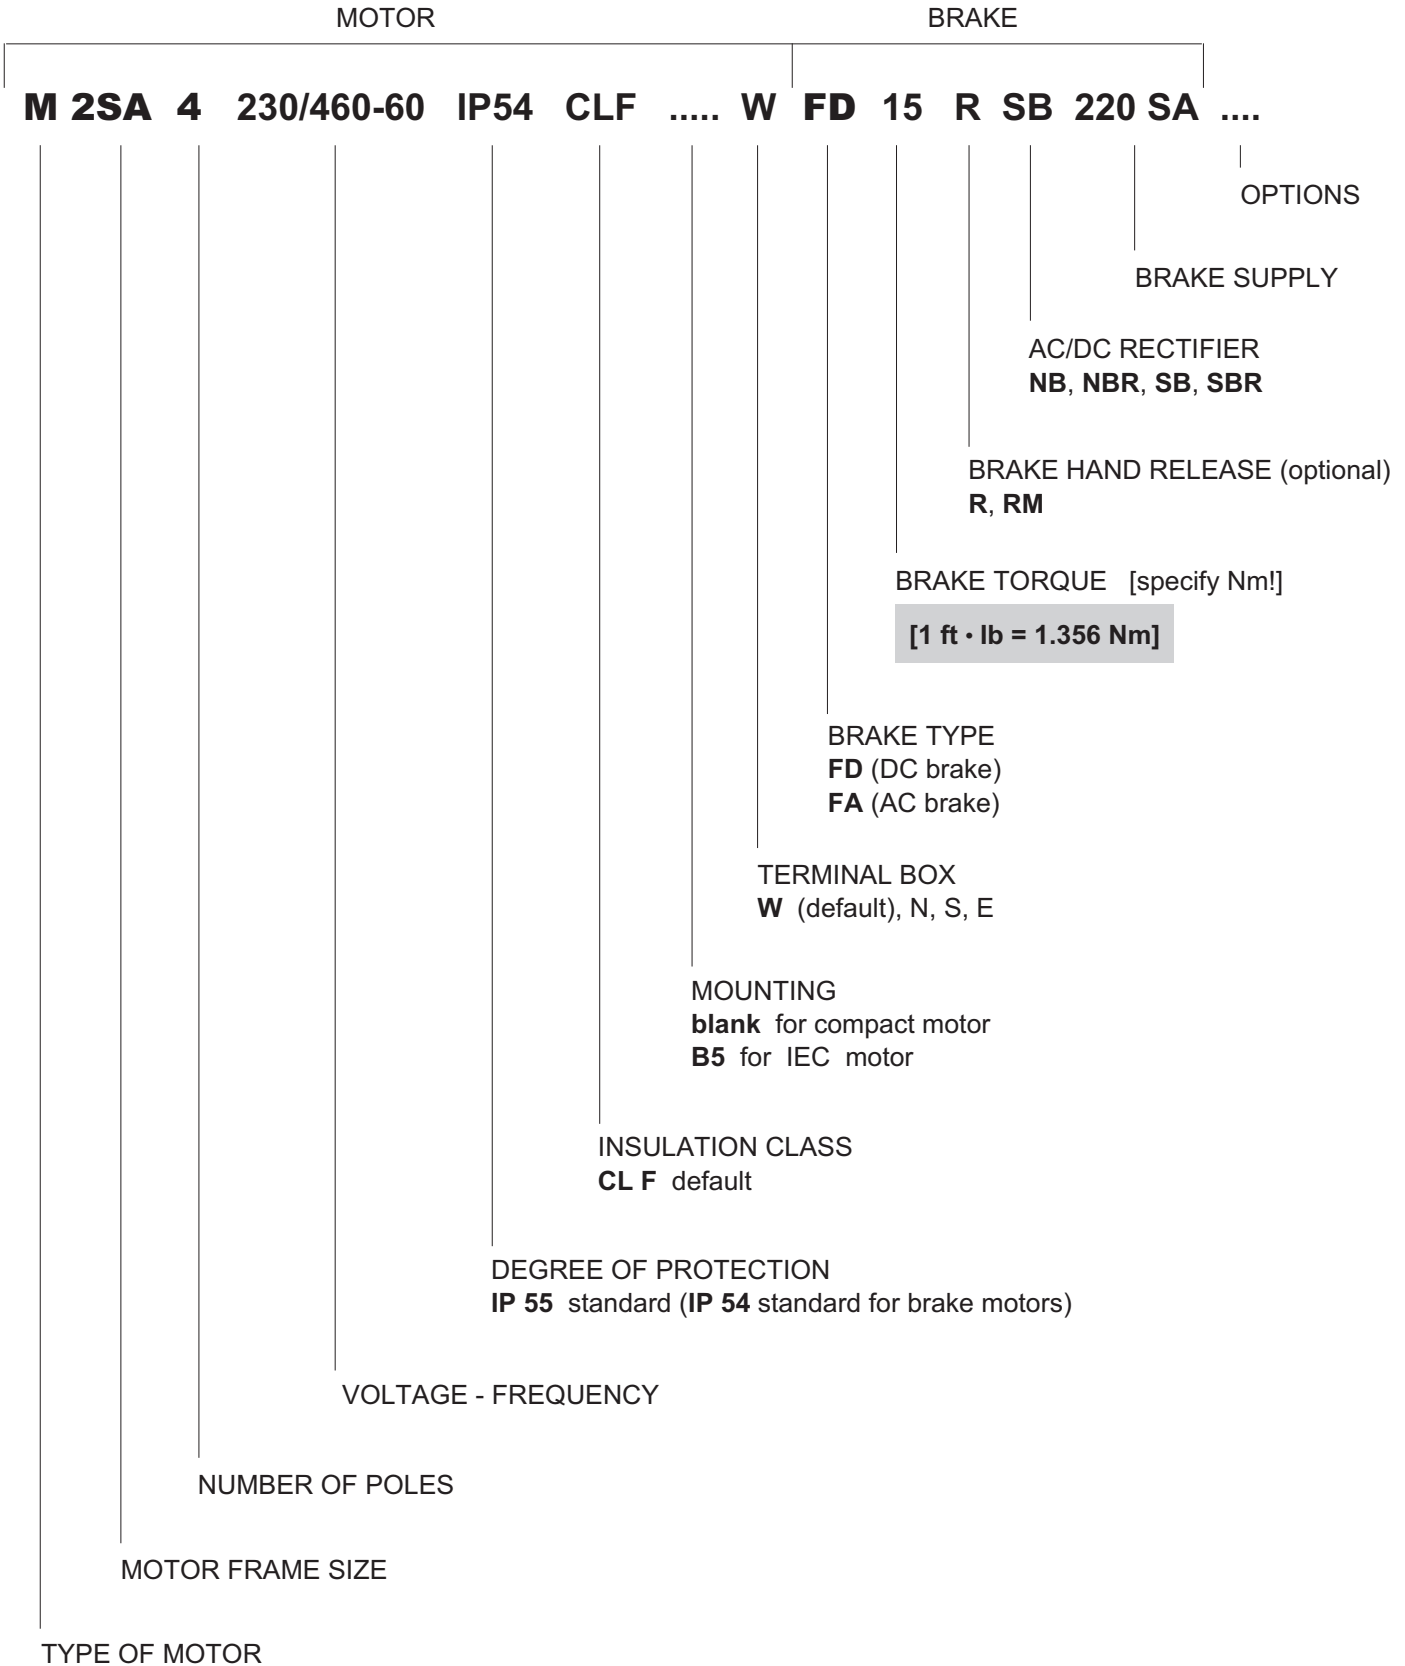 MOTOR BRAKE
M 2SA 4 230/460-60 IP54 CLF ..... W FD 15 R SB 220 SA ....
OPTIONS
BRAKE SUPPLY
AC/DC RECTIFIER
NB, NBR, SB, SBR
BRAKE HAND RELEASE (optional)
R, RM
BRAKE TORQUE [specify Nm!]
[1 ft · lb = 1.356 Nm]
BRAKE TYPE
FD (DC brake)
FA (AC brake)
TERMINAL BOX
W (default), N, S, E
MOUNTING
blank for compact motor
B5 for IEC motor
INSULATION CLASS
CL F default
DEGREE OF PROTECTION
IP 55 standard (IP 54 standard for brake motors)
VOLTAGE - FREQUENCY
NUMBER OF POLES
MOTOR FRAME SIZE
TYPE OF MOTOR